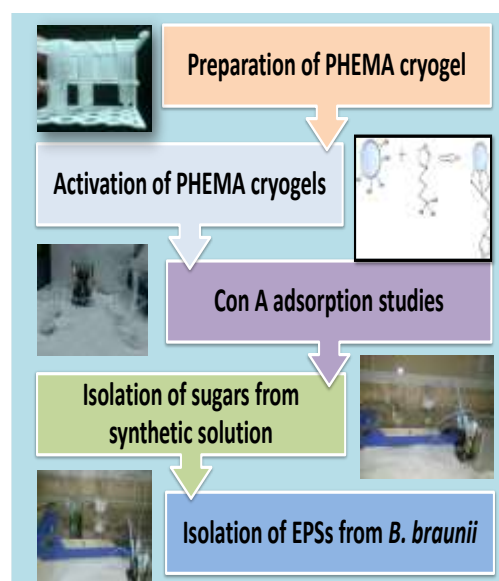 Preparation of PHEMA cryogel
Activation of PHEMA cryogels
Con A adsorption studies
Isolation of sugars from
synthetic solution
Isolation of EPSs from B. braunii